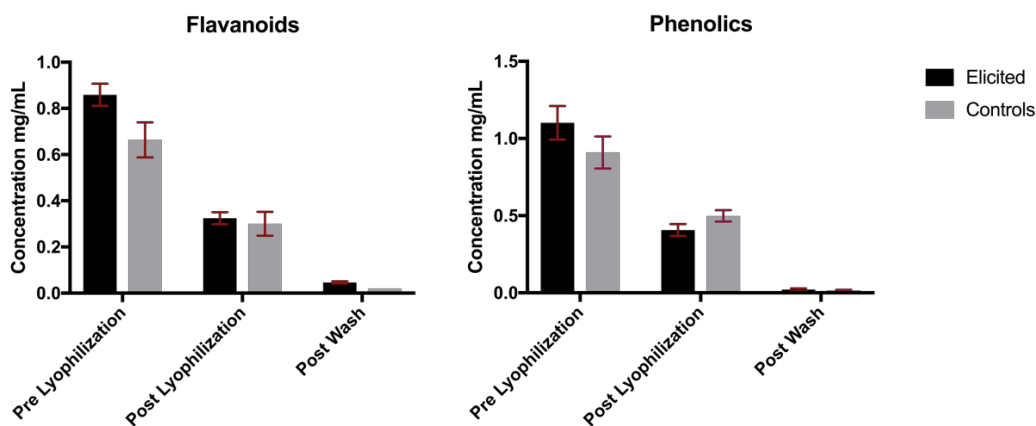 Flavanoids
Concentration mg/mL
1.0
0.8
0.6
0.4
0.2
0.0
Pre Lyophilization
Post Lyophilization
Post Wash
Phenolics
Concentration mg/mL
1.5
1.0
0.5
0.0
Pre Lyophilization
Post Lyophilization
Post Wash
Elicited
Controls